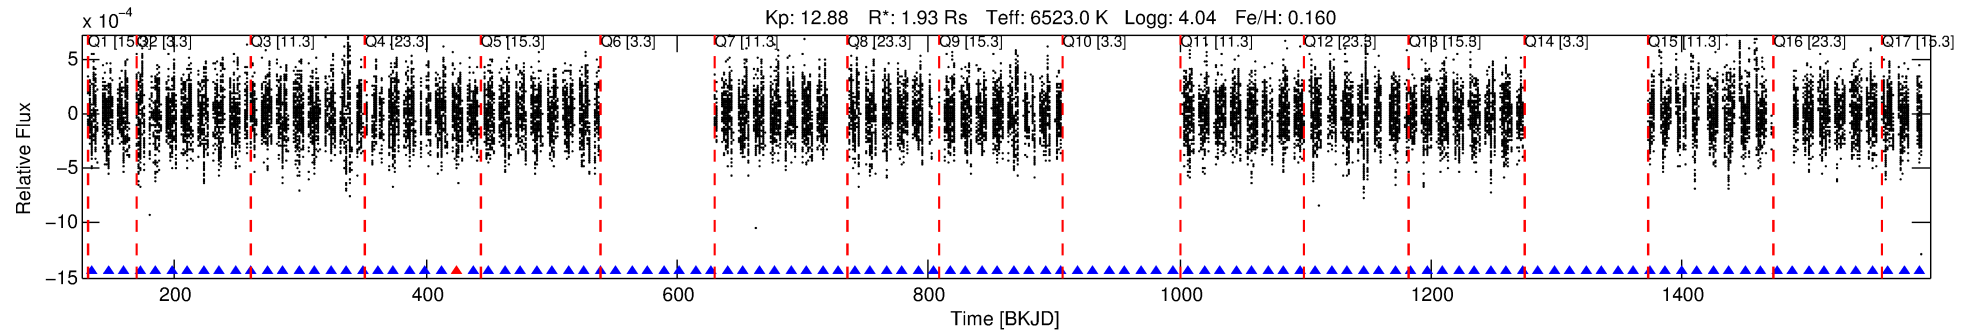 Kp: 12.88 R*: 1.93 Rs Teff: 6523.0 K Logg: 4.04 Fe/H: 0.160
x 10⁻⁴
Q1 [15.3] Q2 [3.3] Q3 [11.3] Q4 [23.3] Q5 [15.3] Q6 [3.3] Q7 [11.3] Q8 [23.3] Q9 [15.3] Q10 [3.3] Q11 [11.3] Q12 [23.3] Q13 [15.3] Q14 [3.3] Q15 [11.3] Q16 [23.3] Q17 [15.3]
5
0
−5
−10
−15
Relative Flux
200 400 600 800 1000 1200 1400
Time [BKJD]